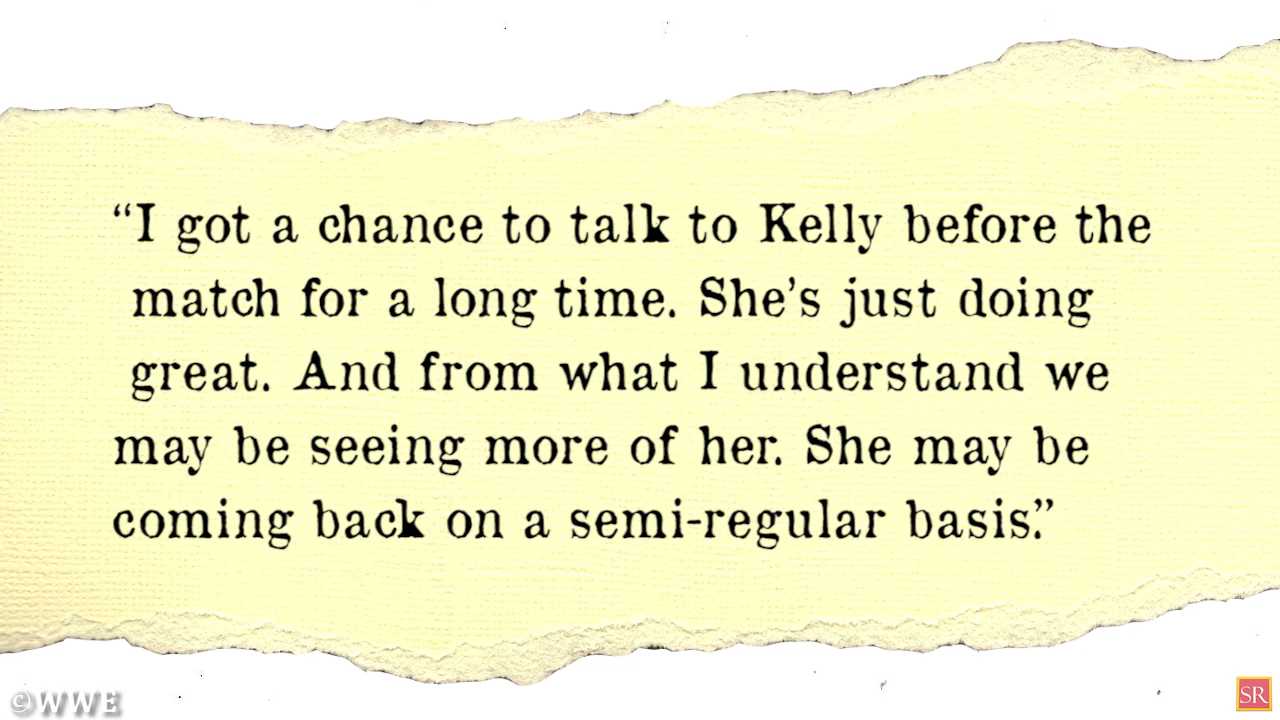 “I got a chance to talk to Kelly before the
match for a long time. She’s just doing
great. And from what I understand we
may be seeing more of her. She may be
coming back on a semi-regular basis.”
©WWE
SR